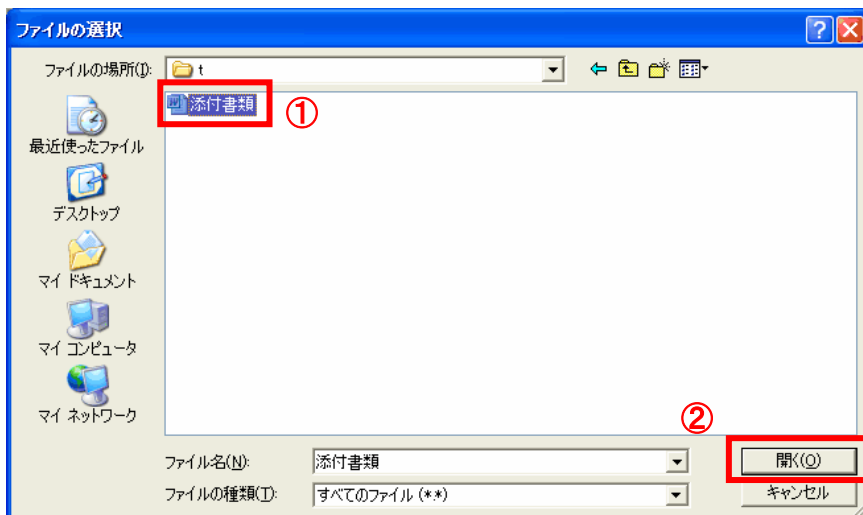 ファイルの選択
ファイルの場所(I):
t
添付書類
①
最近使ったファイル
デスクトップ
マイ ドキュメント
マイ コンピュータ
マイ ネットワーク
②
ファイル名(N):
添付書類
開く(O)
ファイルの種類(T):
すべてのファイル (*.*)
キャンセル